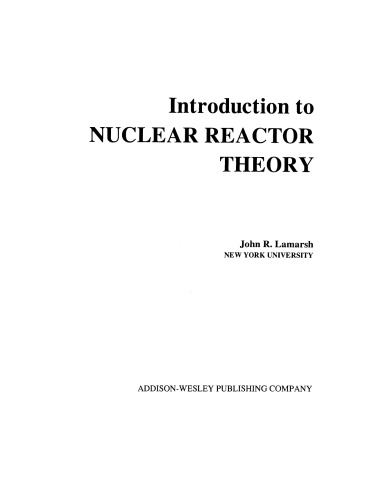 Introduction to
NUCLEAR REACTOR
THEORY
John R. Lamarsh
NEW YORK UNIVERSITY
ADDISON-WESLEY PUBLISHING COMPANY